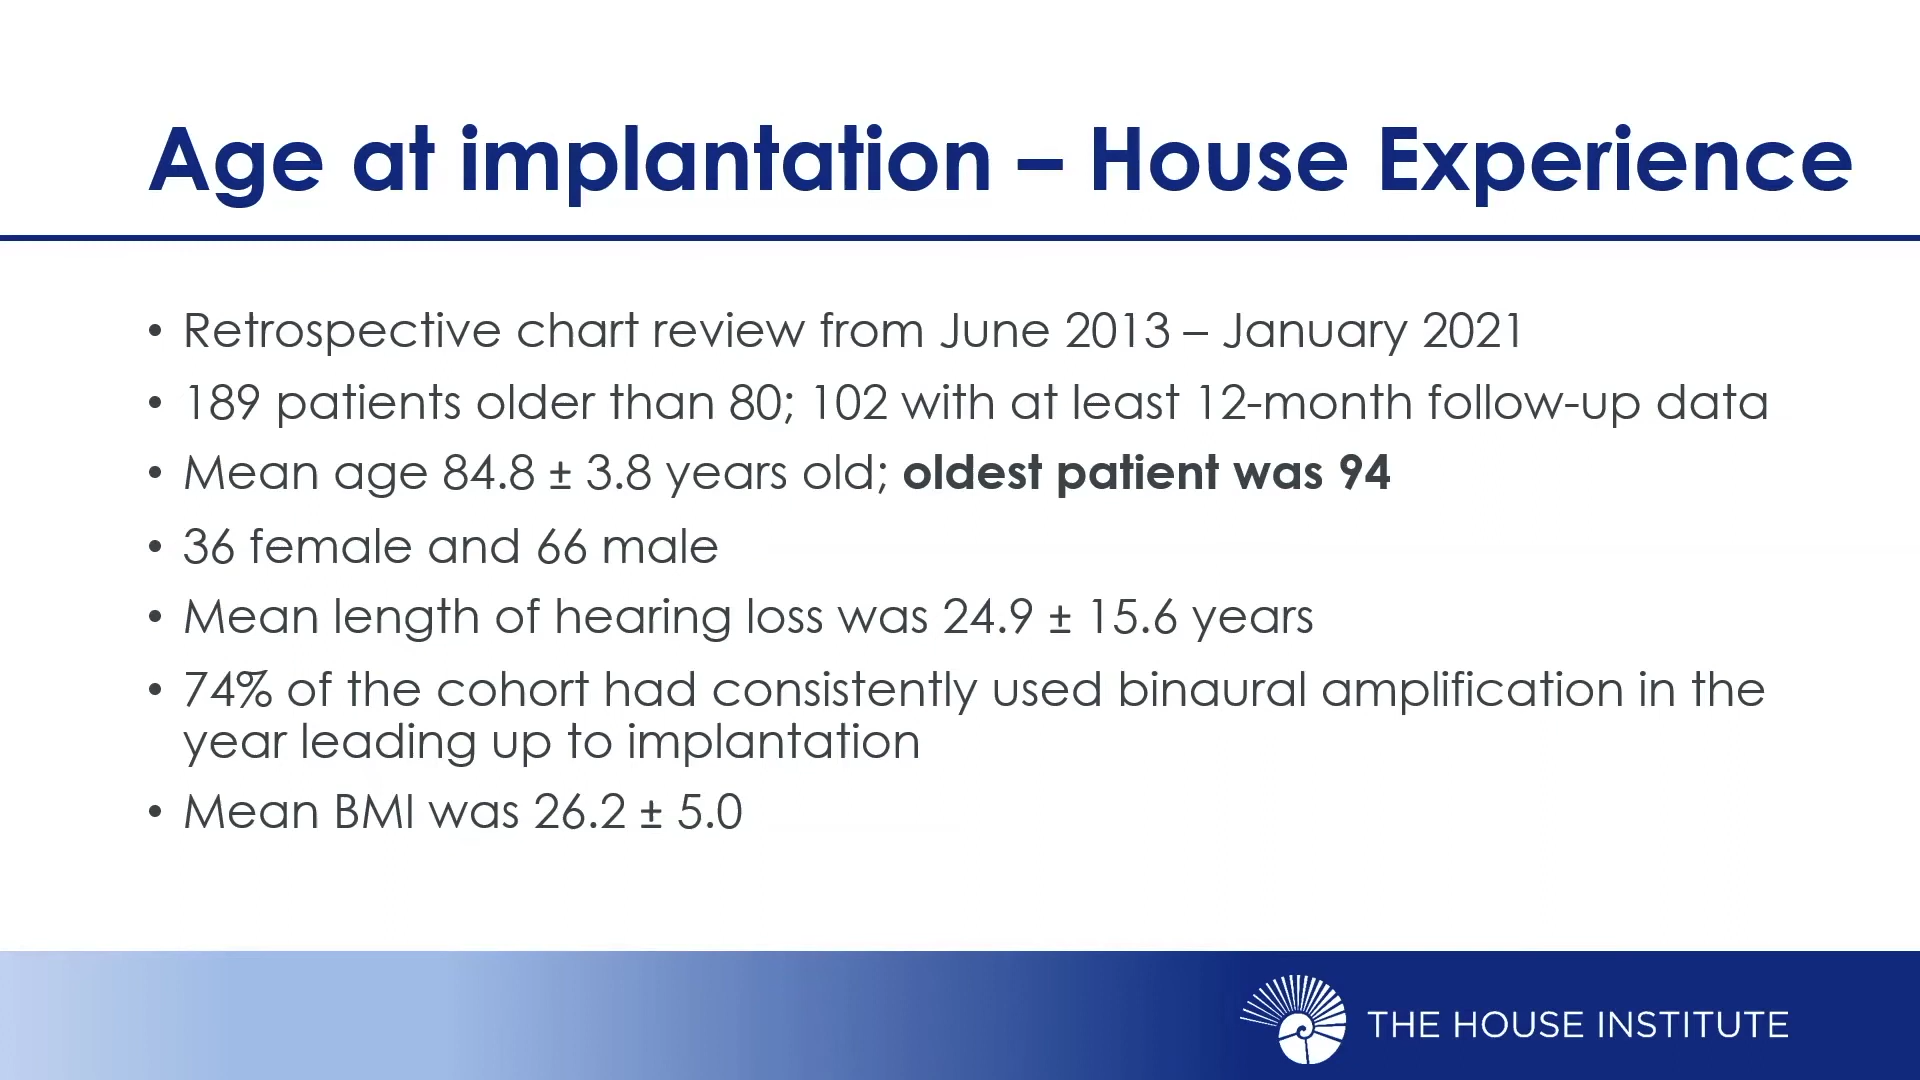 Age at implantation – House Experience
• Retrospective chart review from June 2013 – January 2021
• 189 patients older than 80; 102 with at least 12-month follow-up data
• Mean age 84.8 ± 3.8 years old; oldest patient was 94
• 36 female and 66 male
• Mean length of hearing loss was 24.9 ± 15.6 years
• 74% of the cohort had consistently used binaural amplification in the
year leading up to implantation
• Mean BMI was 26.2 ± 5.0
THE HOUSE INSTITUTE